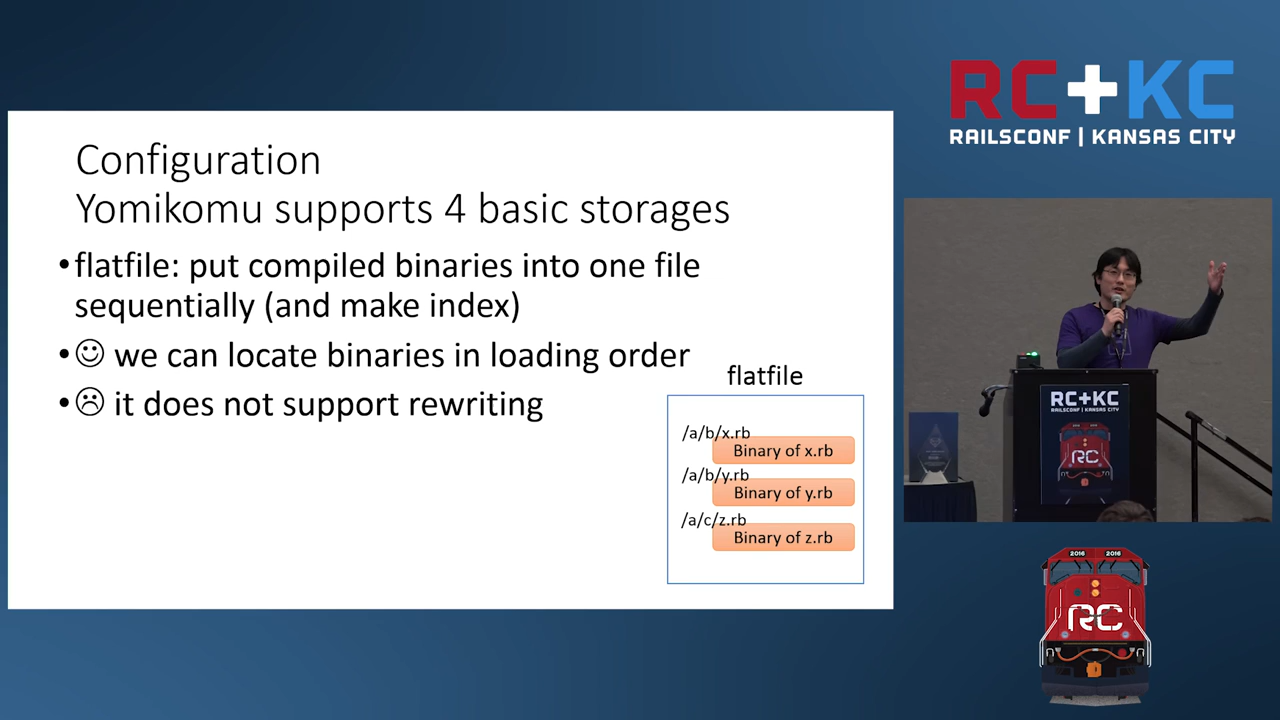 RC+KC
RAILSCONF | KANSAS CITY
Configuration
Yomikomu supports 4 basic storages
•flatfile: put compiled binaries into one file
sequentially (and make index)
•☺ we can locate binaries in loading order
•☹ it does not support rewriting
flatfile
/a/b/x.rb
Binary of x.rb
/a/b/y.rb
Binary of y.rb
/a/c/z.rb
Binary of z.rb
RC+KC
RAILSCONF | KANSAS CITY
RC
2016 2016
RC